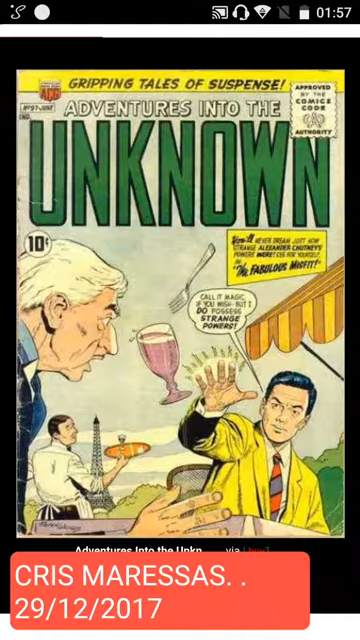 01:57
ACG
GRIPPING TALES OF SUSPENSE!
APPROVED
BY THE
COMICS
CODE
CA
AUTHORITY
Nº97-JUNE
IND.
ADVENTURES INTO THE
UNKNOWN
10¢
You'll NEVER DREAM JUST HOW
STRANGE ALEXANDER CHUTNEY'S
POWERS WERE! SEE FOR YOURSELF,
IN
"The FABULOUS MISFIT!"
CALL IT MAGIC,
IF YOU WISH-BUT I
DO POSSESS
STRANGE
POWERS!
Adventures Into the Unkn... via
CRIS MARESSAS. .
29/12/2017